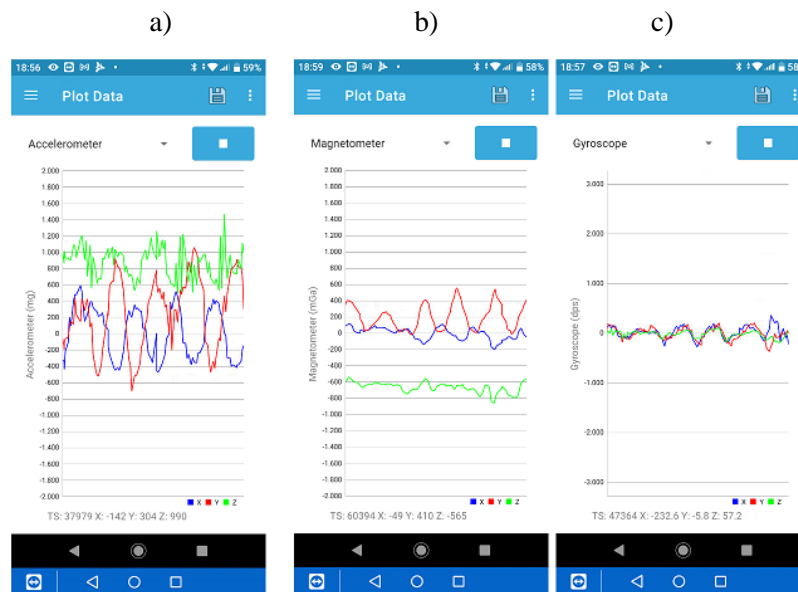 a)
b)
c)
18:56 59%
Plot Data
Accelerometer
2.000
1.800
1.600
1.400
1.200
1.000
800
600
400
200
0
-200
-400
-600
-800
-1.000
-1.200
-1.400
-1.600
-1.800
-2.000
Accelerometer (mg)
X Y Z
TS: 37979 X: -142 Y: 304 Z: 990
18:59 58%
Plot Data
Magnetometer
2.000
1.800
1.600
1.400
1.200
1.000
800
600
400
200
0
-200
-400
-600
-800
-1.000
-1.200
-1.400
-1.600
-1.800
-2.000
Magnetometer (mGa)
X Y Z
TS: 60394 X: -49 Y: 410 Z: -565
18:57 58%
Plot Data
Gyroscope
3.000
2.000
1.000
0
-1.000
-2.000
-3.000
Gyroscope (dps)
X Y Z
TS: 47364 X: -232.6 Y: -5.8 Z: 57.2